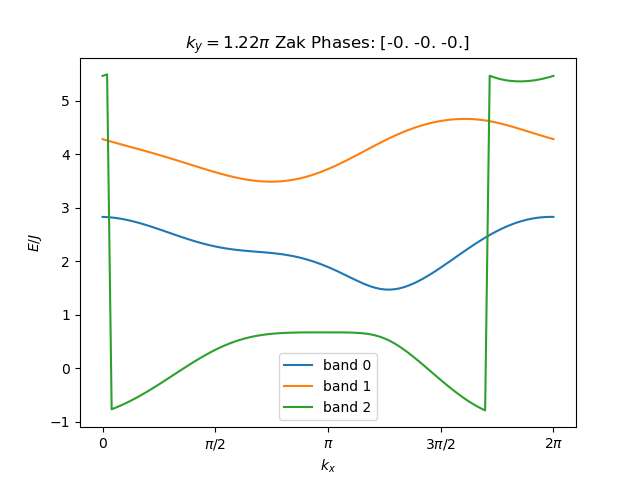 k_y = 1.22π Zak Phases: [-0. -0. -0.]
E/J
5
4
3
2
1
0
−1
band 0
band 1
band 2
0
π/2
π
3π/2
2π
k_x